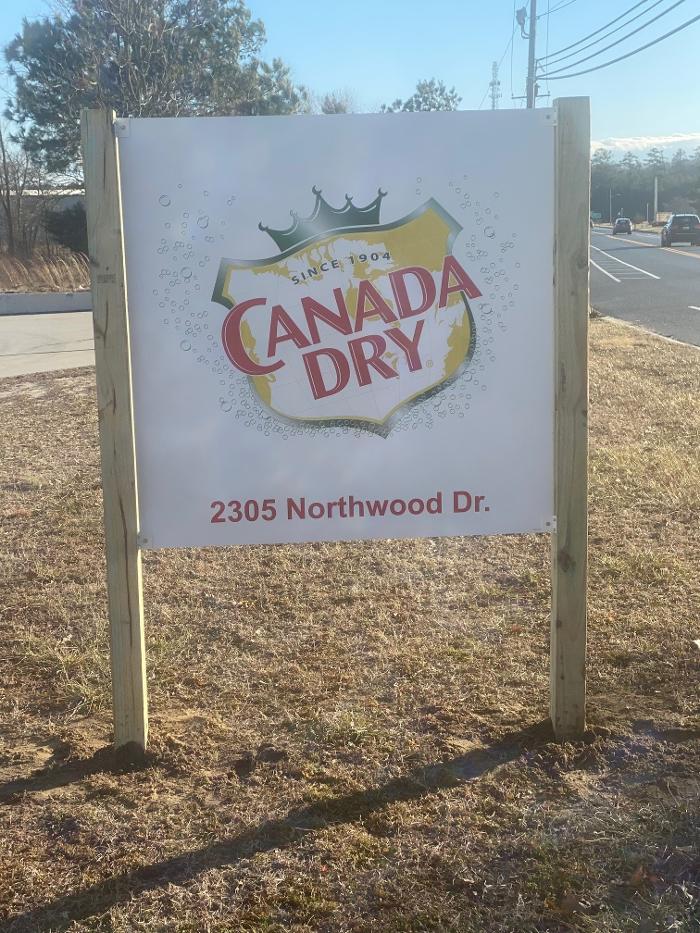 SINCE 1904
CANADA
DRY
2305 Northwood Dr.